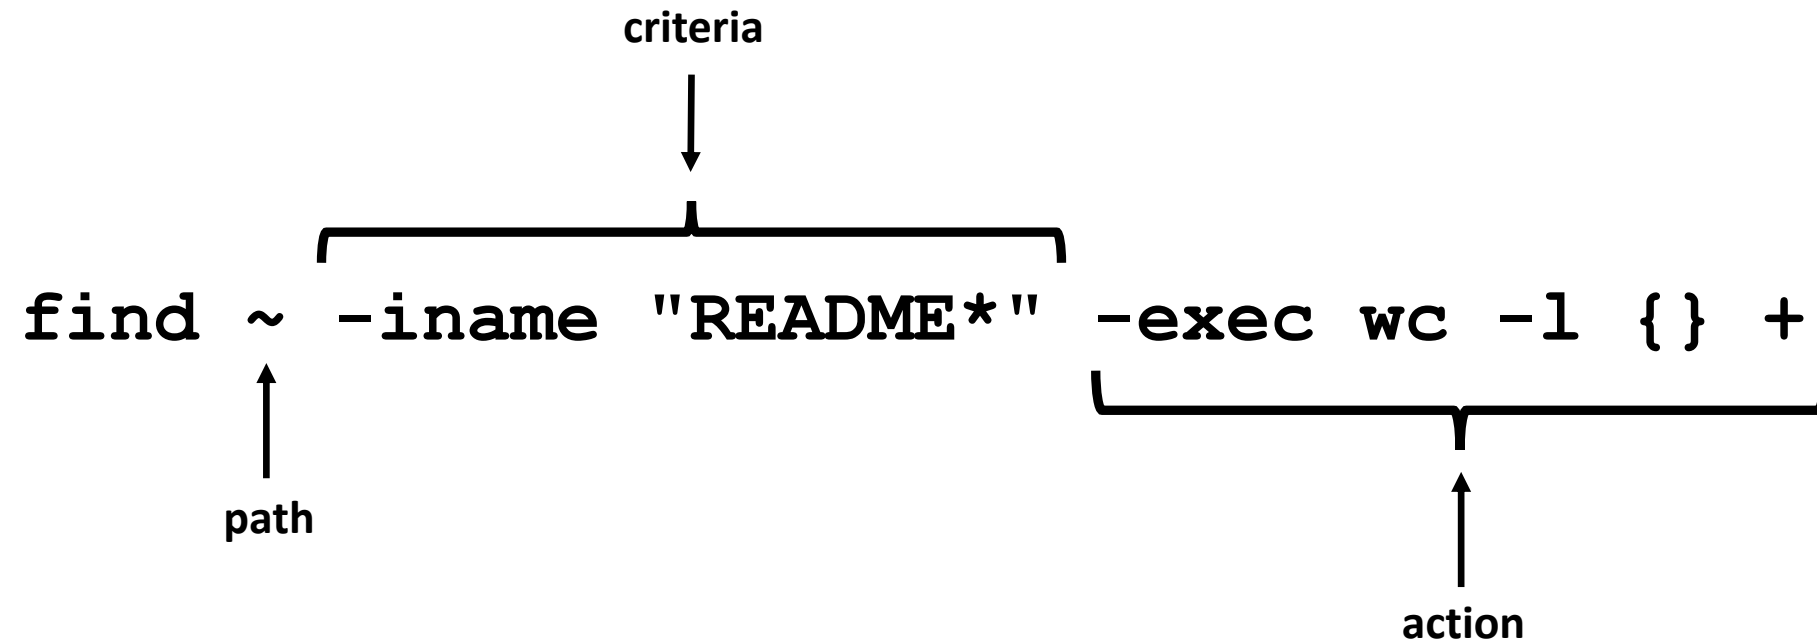 criteria
find ~ -iname "README*" -exec wc -l {} +
path
action